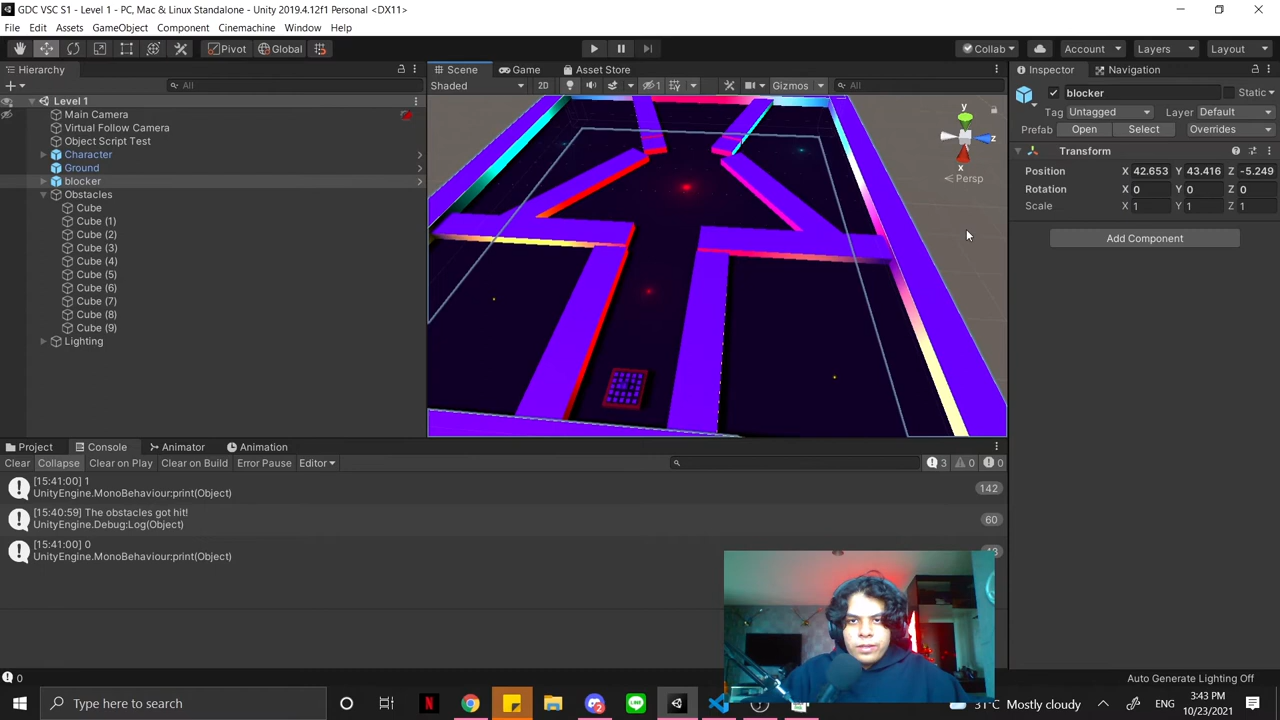 GDC VSC S1 - Level 1 - PC, Mac & Linux Standalone - Unity 2019.4.12f1 Personal <DX11>
File Edit Assets GameObject Component Cinemachine Window Help
Pivot Global Collab Account Layers Layout
Hierarchy
All
Level 1
Main Camera
Virtual Follow Camera
Object Script Test
Character
Ground
blocker
Obstacles
Cube
Cube (1)
Cube (2)
Cube (3)
Cube (4)
Cube (5)
Cube (6)
Cube (7)
Cube (8)
Cube (9)
Lighting
Scene Game Asset Store
Shaded 2D 1 Gizmos All
y
z
x
Persp
Inspector Navigation
blocker Static
Tag Untagged Layer Default
Prefab Open Select Overrides
Transform
Position X 42.653 Y 43.416 Z -5.249
Rotation X 0 Y 0 Z 0
Scale X 1 Y 1 Z 1
Add Component
Project Console Animator Animation
Clear Collapse Clear on Play Clear on Build Error Pause Editor 3 0 0
[15:41:00] 1
UnityEngine.MonoBehaviour:print(Object)
142
[15:40:59] The obstacles got hit!
UnityEngine.Debug:Log(Object)
60
[15:41:00] 0
UnityEngine.MonoBehaviour:print(Object)
0
Auto Generate Lighting Off
Type here to search
31°C Mostly cloudy
3:43 PM
10/23/2021